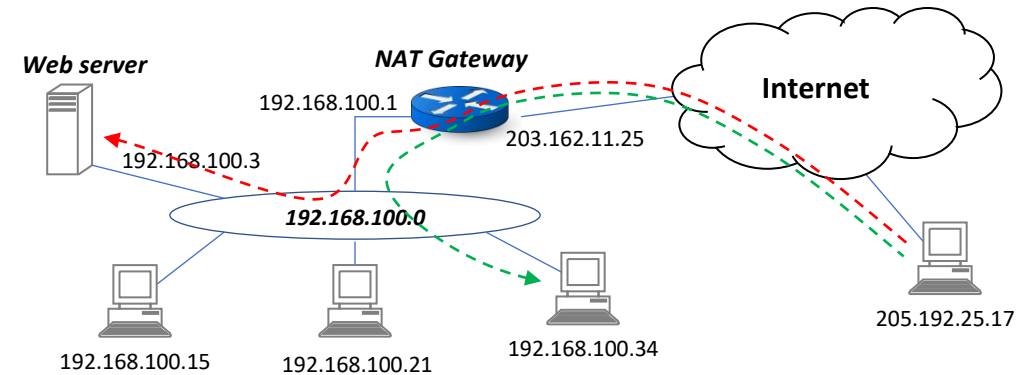 Web server
NAT Gateway
Internet
192.168.100.1
203.162.11.25
192.168.100.3
192.168.100.0
205.192.25.17
192.168.100.15
192.168.100.21
192.168.100.34